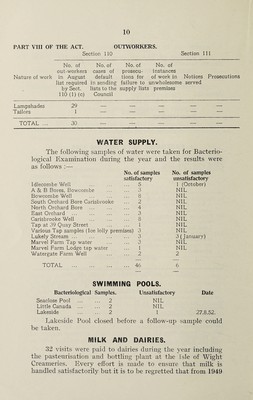 10
PART VIII OF THE ACT. OUTWORKERS.
Section 110 Section 111
No. of No. of No. of No. of
out-workers cases of prosecu- instances
Nature of work in August default tions for of work in Notices Prosecutions
list required in sending failure to unwholesome served
by Sect. lists to the supply lists premises
110 (1) (c) Council
Lampshades 29 — — — — —
Tailors 1 — — — — —
TOTAL ... 30 — — — — —
WATER SUPPLY.
The following samples of water were taken for Bacterio-
logical Examination during the year and the results were
as follows :—
No. of samples No. of samples
satisfactory unsatisfactory
Idlecombe Well 5 1 (October)
A & B Bores, Bowcombe 3 NIL
Bowcombe Well 2 NIL
South Orchard Bore Carisbrooke 2 NIL
North Orchard Bore 4 NIL
East Orchard 3 NIL
Carisbrooke Well 8 NIL
Tap at 39 Quay Street 1 NIL
Various Tap samples (for lolly premises) 3 NIL
Lukely Stream 3 (January)
Marvel Farm Tap water 3 NIL
Marvel Farm Lodge tap water 1 NIL
Watergate Farm Well 2 2
TOTAL 46 6
SWIMMING POOLS.
Bacteriological Samples. Unsatisfactory Date
Seaclose Pool ... 2 NIL
Little Canada ... 2 NIL
Lakeside ... 2 1 27.8.52.
Lakeside Pool closed before a follow-up sample could
be taken.
MILK AND DAIRIES.
32 visits were paid to dairies during the year including
the pasteurisation and bottling plant at the Isle of Wight
Creameries. Every effort is made to ensure that milk is
handled satisfactorily but it is to be regretted that from 1949